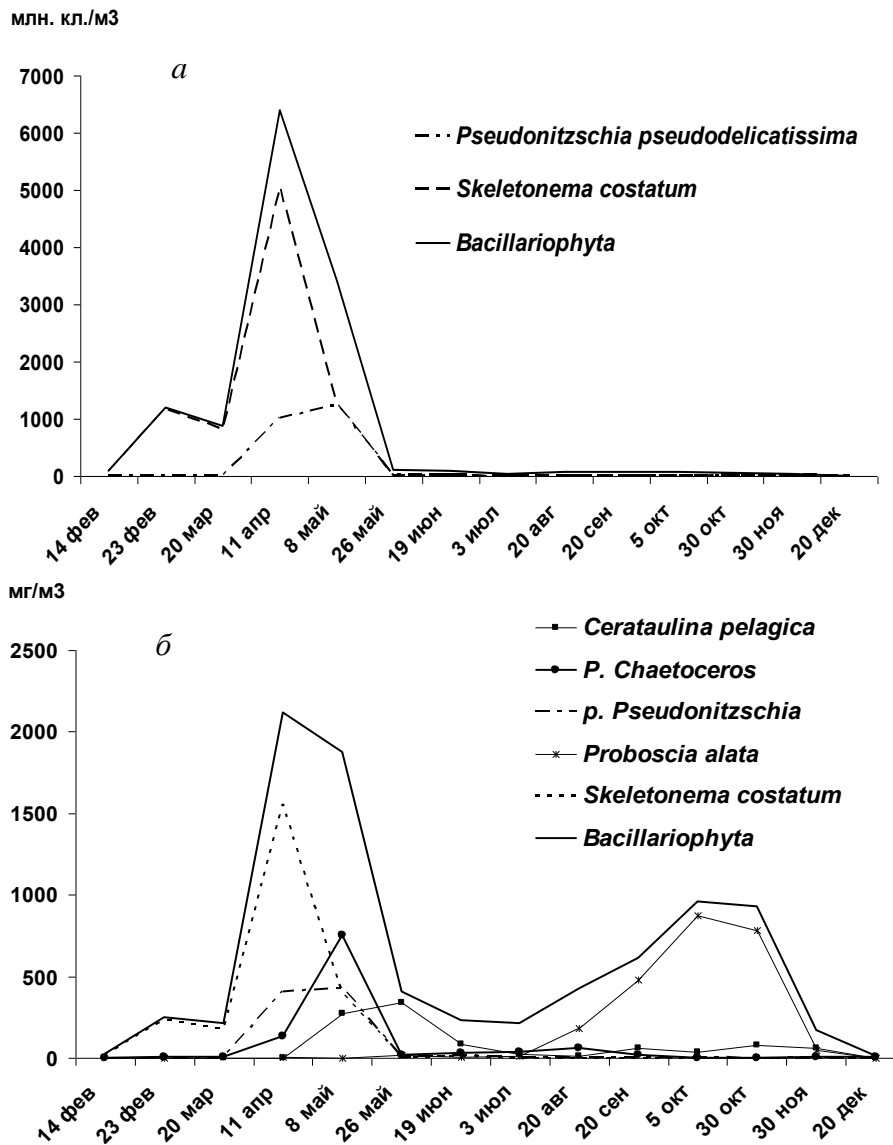 млн. кл./м3
а
7000
6000
5000
4000
3000
2000
1000
0
Pseudonitzschia pseudodelicatissima
Skeletonema costatum
Bacillariophyta
14 фев
23 фев
20 мар
11 апр
8 май
26 май
19 июн
3 июл
20 авг
20 сен
5 окт
30 окт
30 ноя
20 дек
мг/м3
б
2500
2000
1500
1000
500
0
Cerataulina pelagica
P. Chaetoceros
p. Pseudonitzschia
Proboscia alata
Skeletonema costatum
Bacillariophyta
14 фев
23 фев
20 мар
11 апр
8 май
26 май
19 июн
3 июл
20 авг
20 сен
5 окт
30 окт
30 ноя
20 дек